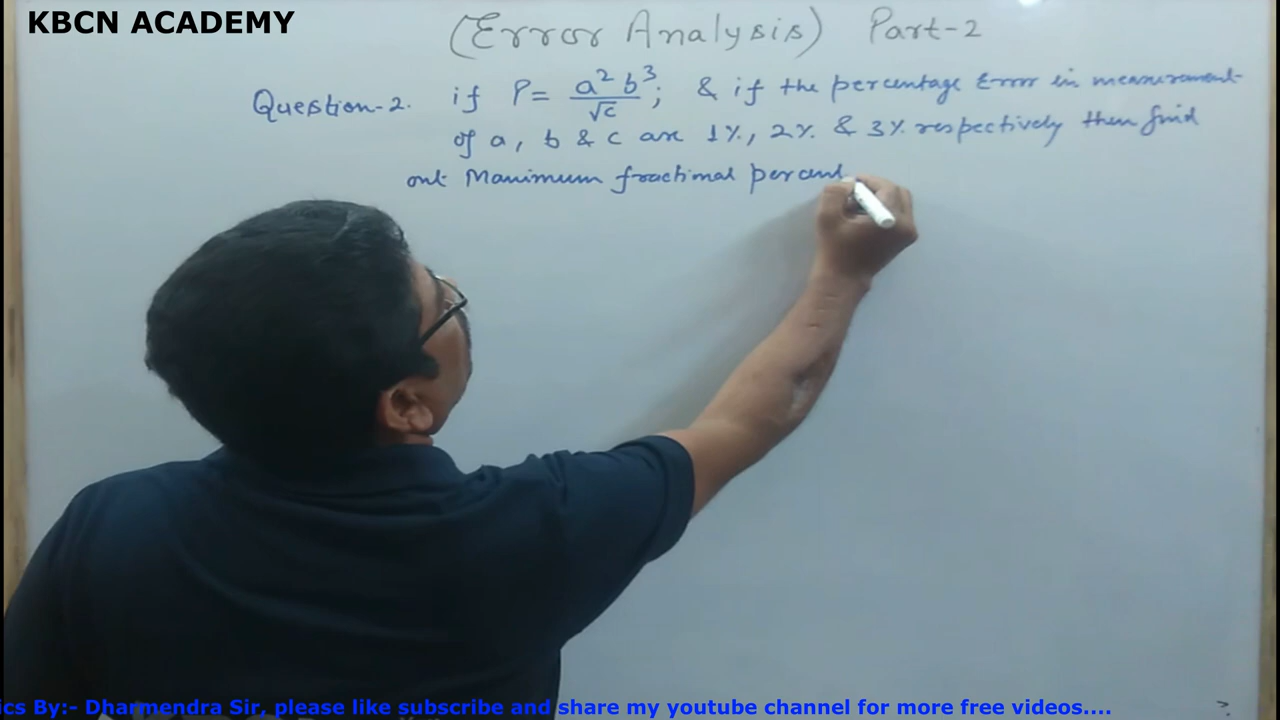 KBCN ACADEMY
(Error Analysis) Part-2
Question-2. if P = a² b³ / √c ; & if the percentage Error in measurement
of a, b & c are 1%, 2% & 3% respectively then find
out Maximum fractional percent
ics By:- Dharmendra Sir, please like subscribe and share my youtube channel for more free videos....